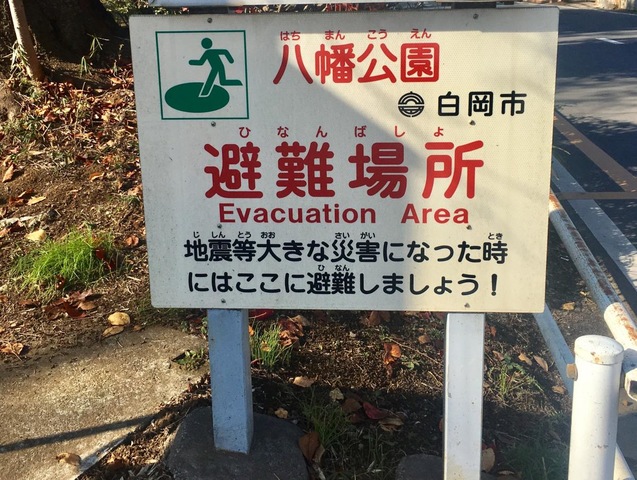 はちまんこうえん
八幡公園
白岡市
ひなんばしょ
避難場所
Evacuation Area
じしんとうおお さいがい とき
地震等大きな災害になった時
ひなん
にはここに避難しましょう!